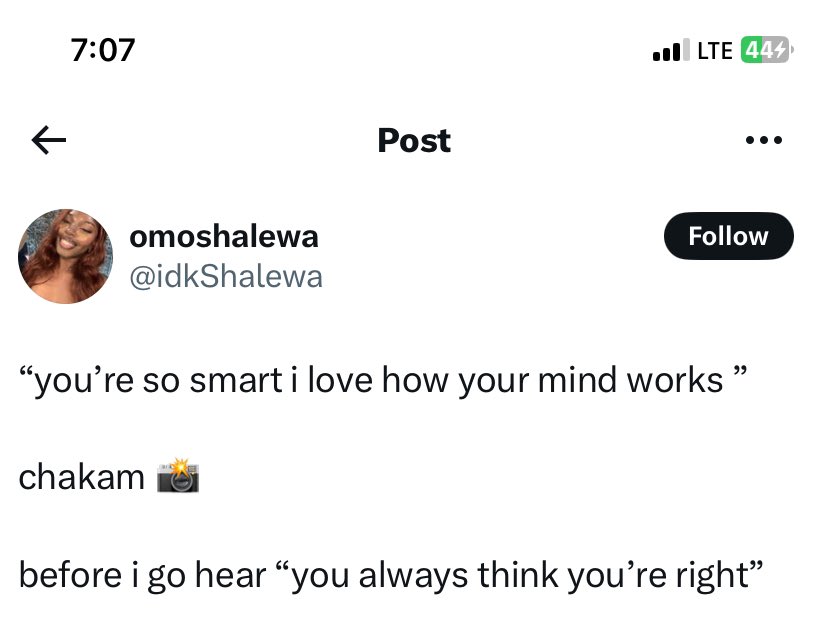 7:07 LTE 44
Post
omoshalewa
Follow
@idkShalewa
“you’re so smart i love how your mind works ”
chakam 📸
before i go hear “you always think you’re right”